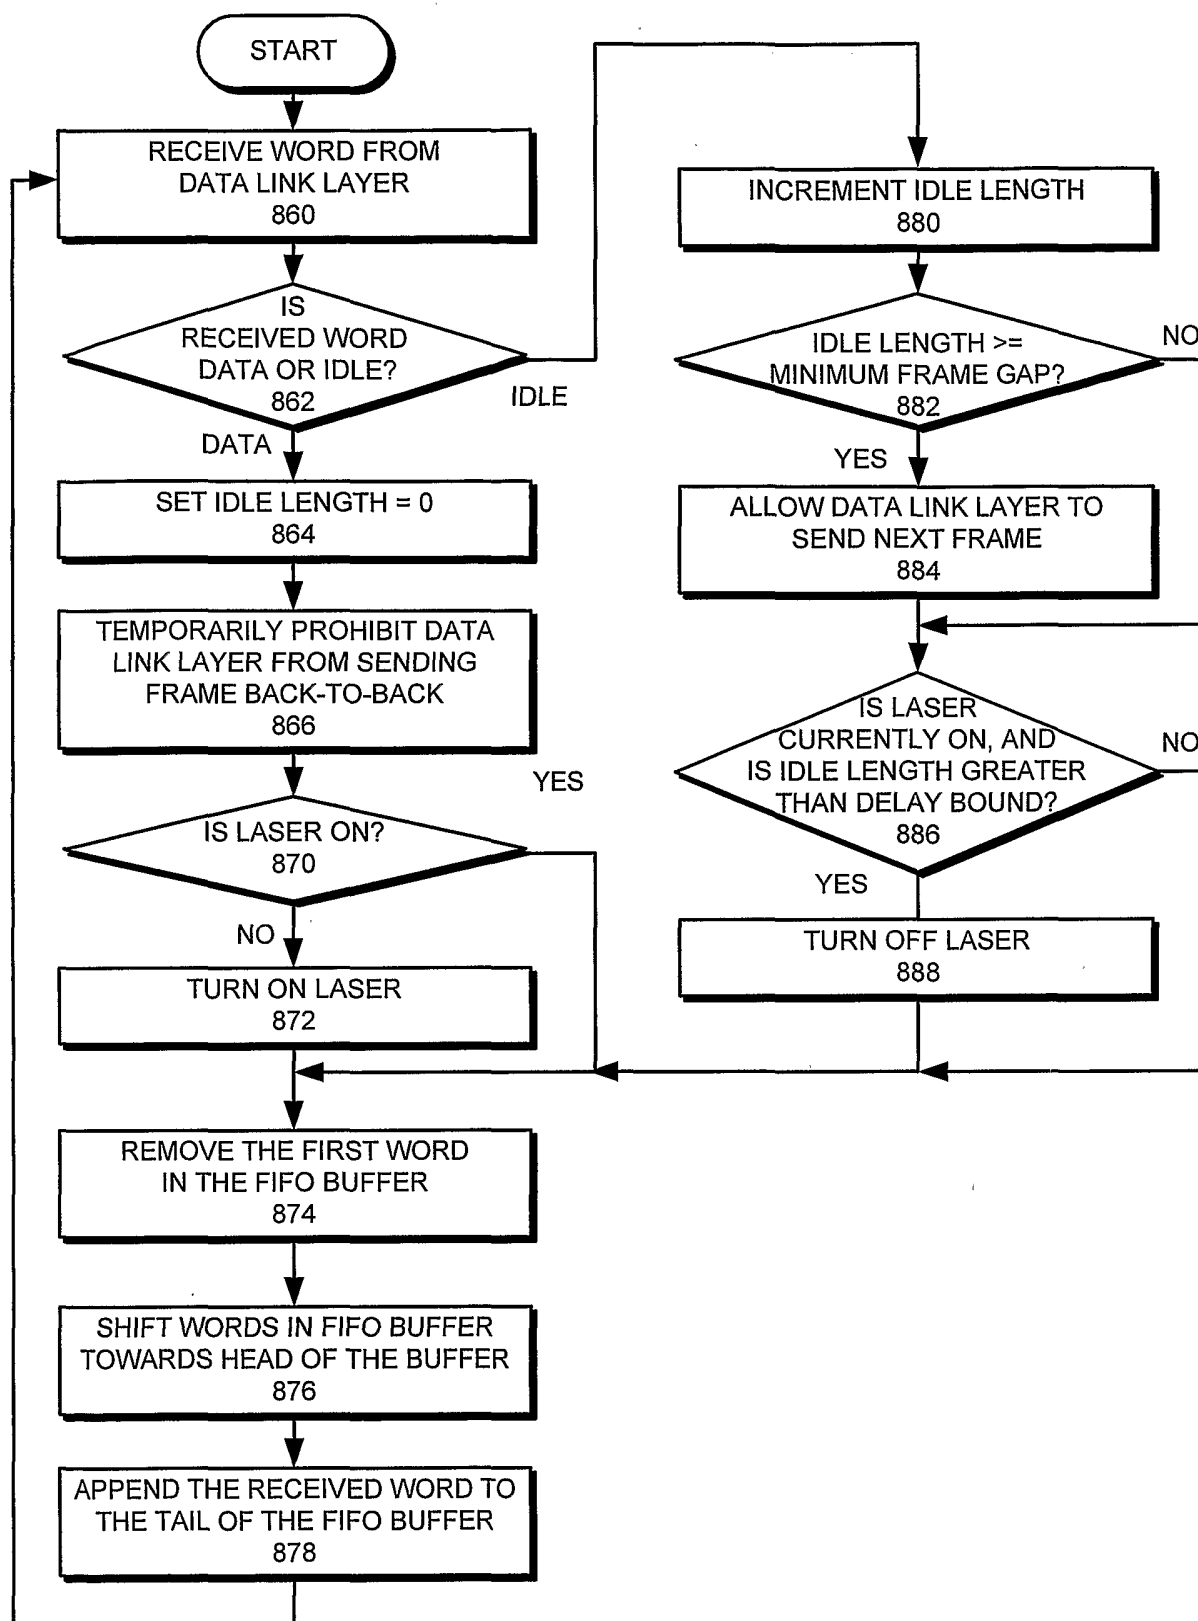 START
RECEIVE WORD FROM
DATA LINK LAYER
860
IS
RECEIVED WORD
DATA OR IDLE?
862
IDLE
DATA
SET IDLE LENGTH = 0
864
TEMPORARILY PROHIBIT DATA
LINK LAYER FROM SENDING
FRAME BACK-TO-BACK
866
YES
IS LASER ON?
870
NO
TURN ON LASER
872
REMOVE THE FIRST WORD
IN THE FIFO BUFFER
874
SHIFT WORDS IN FIFO BUFFER
TOWARDS HEAD OF THE BUFFER
876
APPEND THE RECEIVED WORD TO
THE TAIL OF THE FIFO BUFFER
878
INCREMENT IDLE LENGTH
880
NO
IDLE LENGTH >=
MINIMUM FRAME GAP?
882
YES
ALLOW DATA LINK LAYER TO
SEND NEXT FRAME
884
IS LASER
CURRENTLY ON, AND
NO
IS IDLE LENGTH GREATER
THAN DELAY BOUND?
886
YES
TURN OFF LASER
888